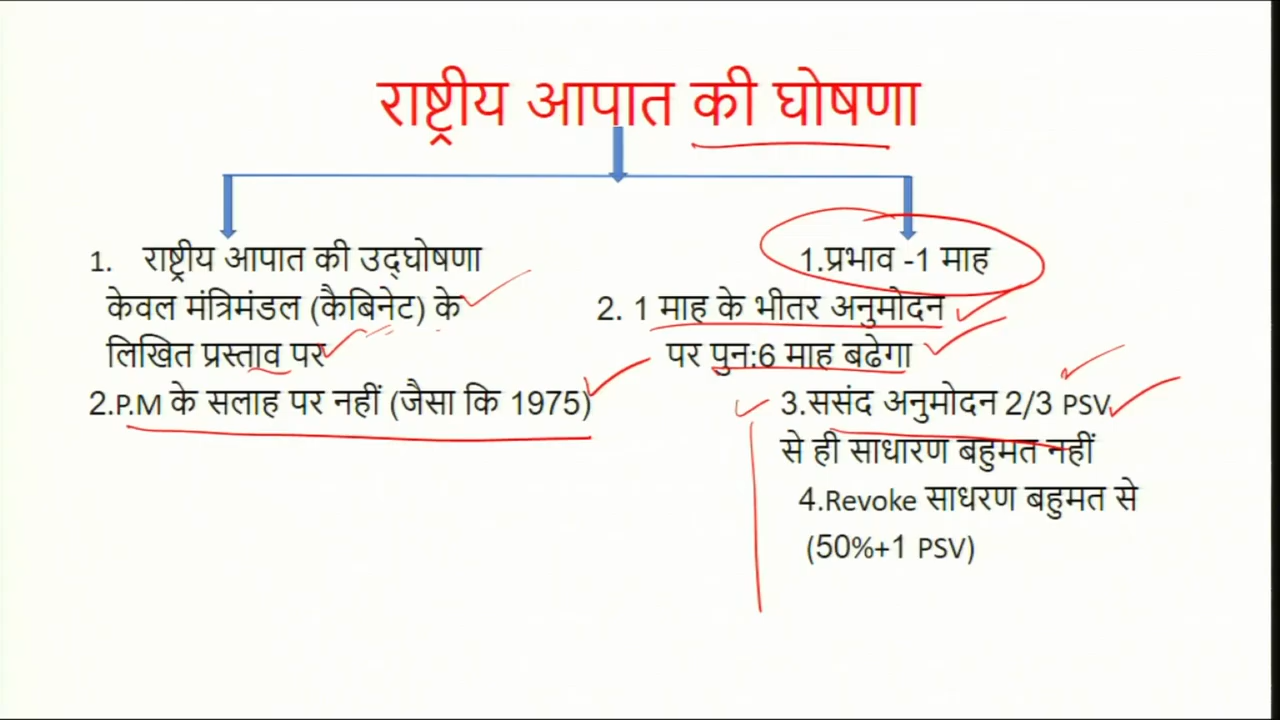 राष्ट्रीय आपात की घोषणा
1. राष्ट्रीय आपात की उद्घोषणा
केवल मंत्रिमंडल (कैबिनेट) के
लिखित प्रस्ताव पर
2.P.M के सलाह पर नहीं (जैसा कि 1975)
1.प्रभाव -1 माह
2. 1 माह के भीतर अनुमोदन
पर पुन:6 माह बढेगा
3.ससंद अनुमोदन 2/3 PSV
से ही साधारण बहुमत नहीं
4.Revoke साधरण बहुमत से
(50%+1 PSV)